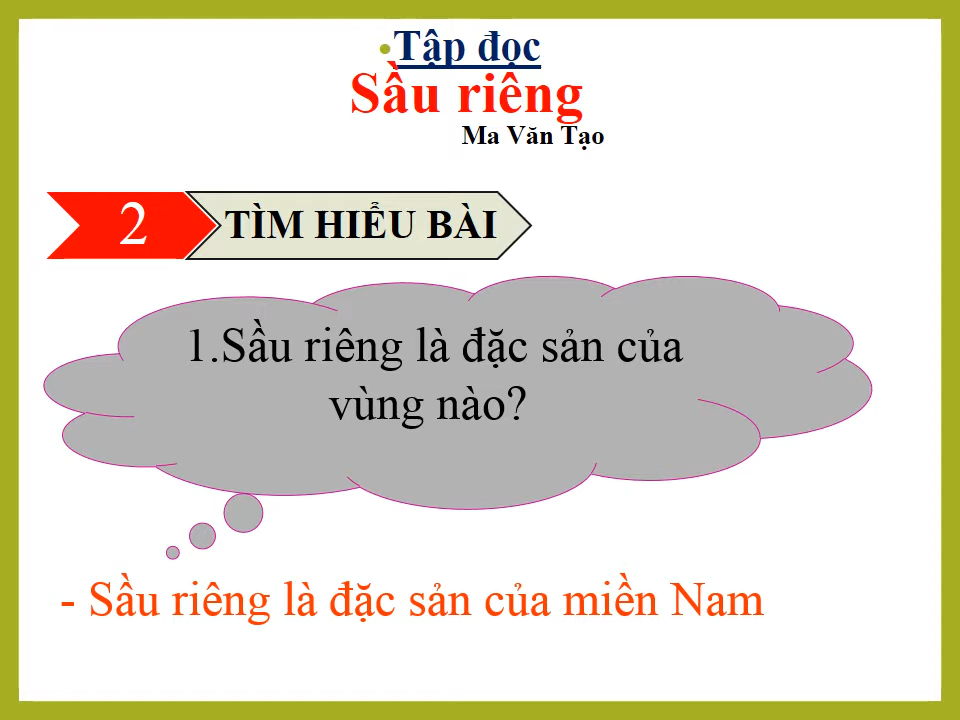 •Tập đọc
Sầu riêng
Ma Văn Tạo
2 TÌM HIỂU BÀI
1.Sầu riêng là đặc sản của
vùng nào?
- Sầu riêng là đặc sản của miền Nam